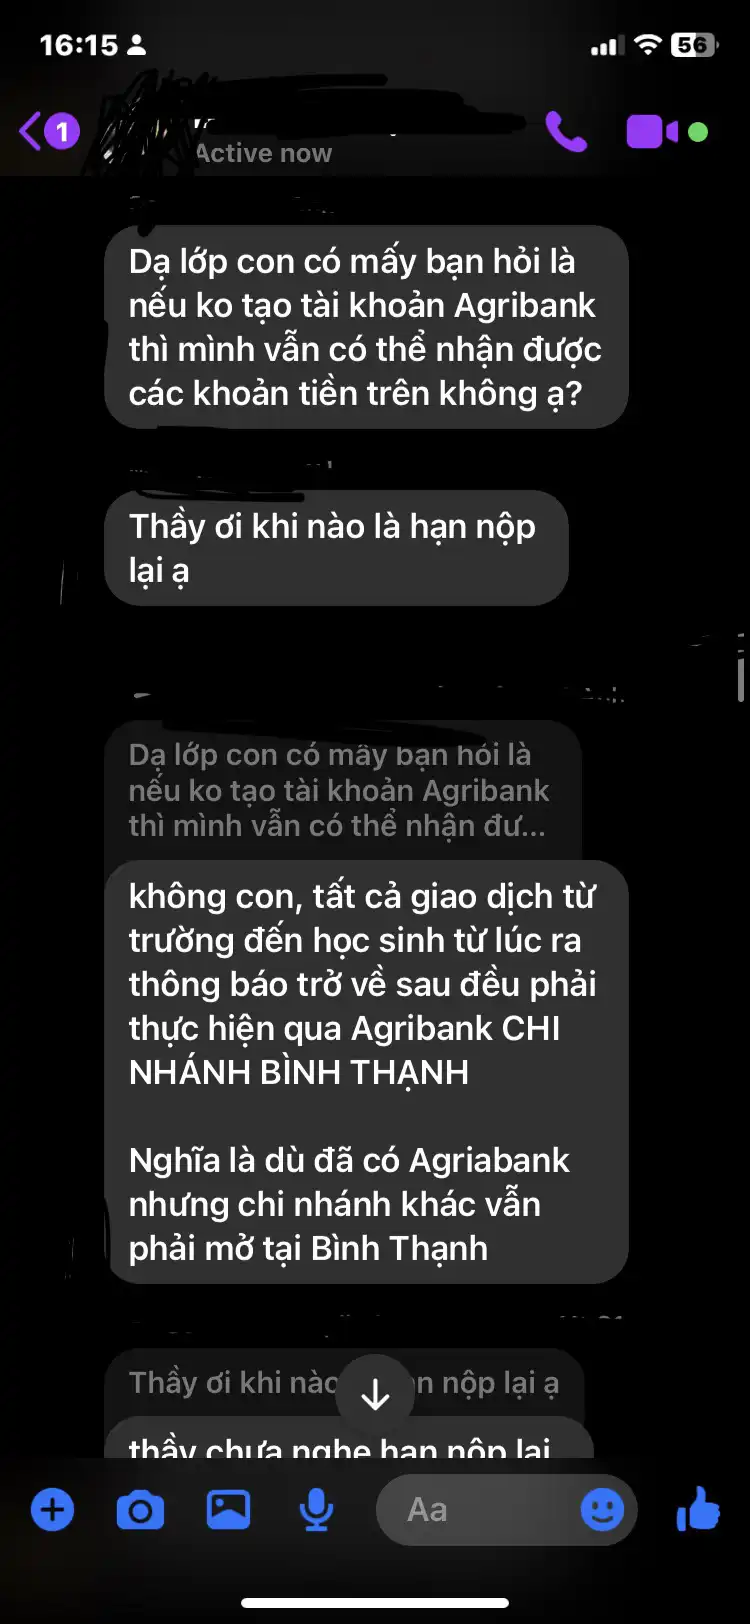 16:15
56
1
Active now
Dạ lớp con có mấy bạn hỏi là
nếu ko tạo tài khoản Agribank
thì mình vẫn có thể nhận được
các khoản tiền trên không ạ?
Thầy ơi khi nào là hạn nộp
lại ạ
Dạ lớp con có mấy bạn hỏi là
nếu ko tạo tài khoản Agribank
thì mình vẫn có thể nhận đư...
không con, tất cả giao dịch từ
trường đến học sinh từ lúc ra
thông báo trở về sau đều phải
thực hiện qua Agribank CHI
NHÁNH BÌNH THẠNH
Nghĩa là dù đã có Agriabank
nhưng chi nhánh khác vẫn
phải mở tại Bình Thạnh
Thầy ơi khi nào n nộp lại ạ
thầy chưa nghe hạn nộp lại
Aa